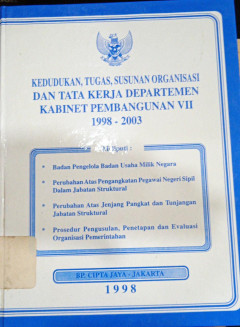 KEDUDUKAN, TUGAS, SUSUNAN ORGANISASI
DAN TATA KERJA DEPARTEMEN
KABINET PEMBANGUNAN VII
1998 - 2003
Badan Pengelola Badan Usaha Milik Negara
Perubahan Atas Pengangkatan Pegawai Negeri Sipil
Dalam Jabatan Struktural
Perubahan Atas Jenjang Pangkat dan Tunjangan
Jabatan Struktural
Prosedur Pengusulan, Penetapan dan Evaluasi
Organisasi Pemerintahan
BP. CIPTA JAYA - JAKARTA
1998